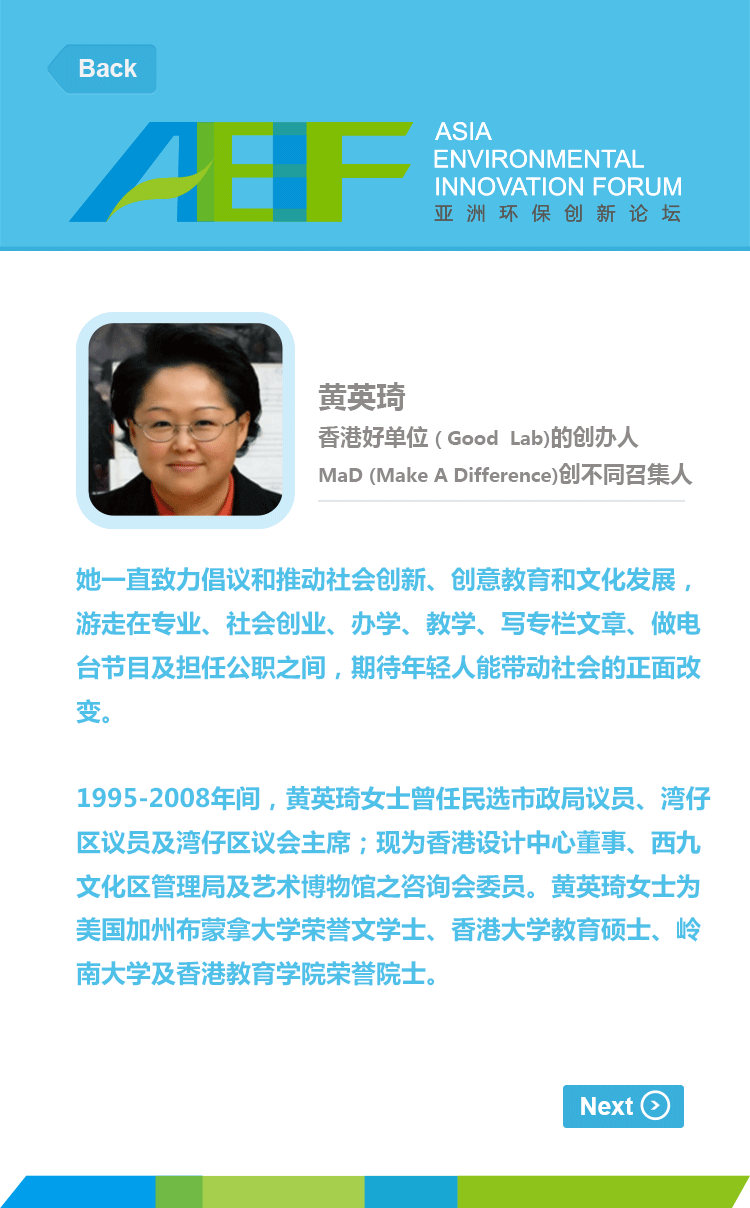 Back
AEIF
ASIA
ENVIRONMENTAL
INNOVATION FORUM
亚洲环保创新论坛
黄英琦
香港好单位 ( Good Lab)的创办人
MaD (Make A Difference)创不同召集人
她一直致力倡议和推动社会创新、创意教育和文化发展，
游走在专业、社会创业、办学、教学、写专栏文章、做电
台节目及担任公职之间，期待年轻人能带动社会的正面改
变。
1995-2008年间，黄英琦女士曾任民选市政局议员、湾仔
区议员及湾仔区议会主席；现为香港设计中心董事、西九
文化区管理局及艺术博物馆之咨询会委员。黄英琦女士为
美国加州布蒙拿大学荣誉文学士、香港大学教育硕士、岭
南大学及香港教育学院荣誉院士。
Next